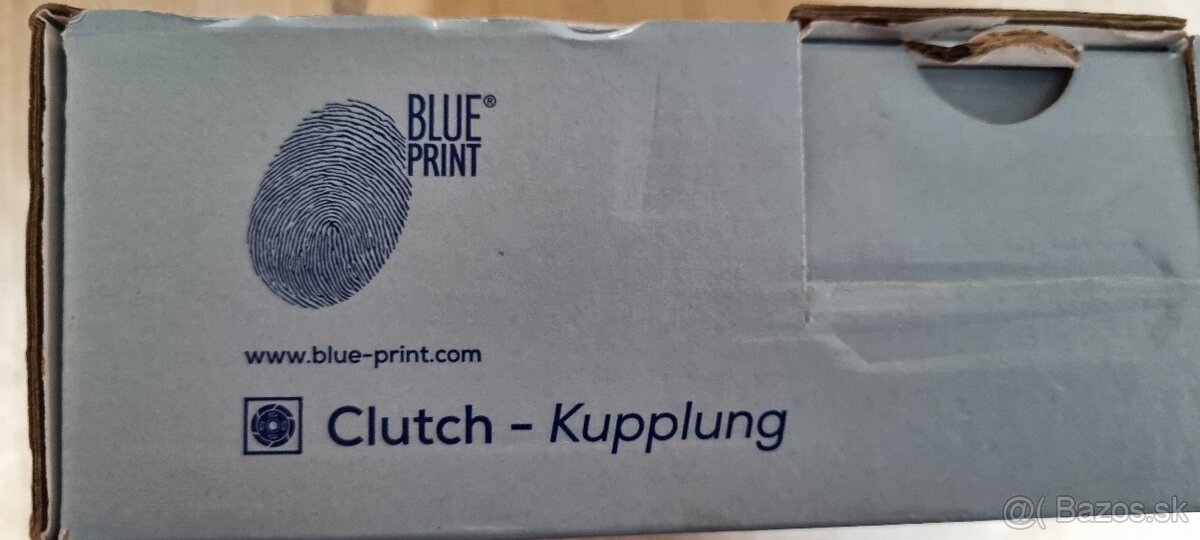 BLUE®
PRINT
www.blue-print.com
Clutch - Kupplung
@( Bazos.sk